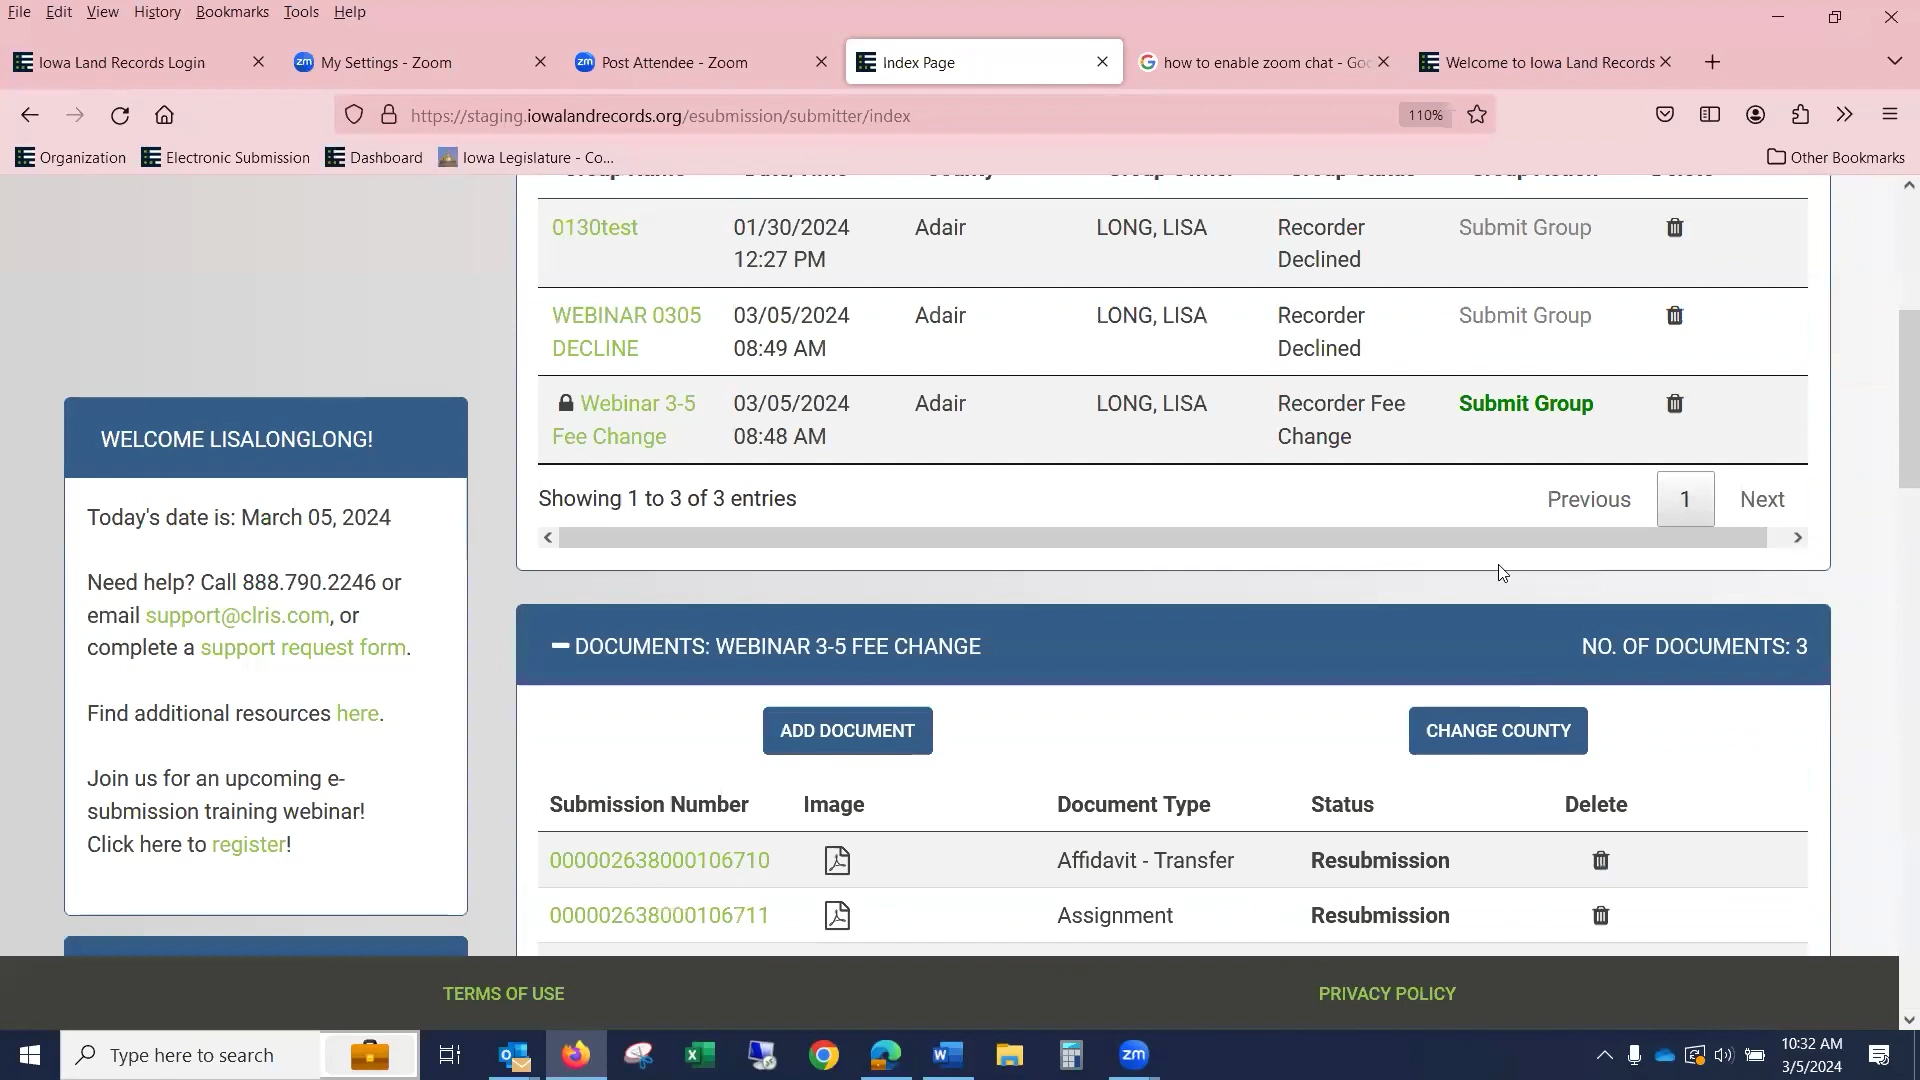 File Edit View History Bookmarks Tools Help
Iowa Land Records Login
My Settings - Zoom
Post Attendee - Zoom
Index Page
how to enable zoom chat - Goo
Welcome to Iowa Land Records
https://staging.iowalandrecords.org/esubmission/submitter/index
110%
Organization Electronic Submission Dashboard Iowa Legislature - Co... Other Bookmarks
0130test 01/30/2024 Adair LONG, LISA Recorder Submit Group
12:27 PM Declined
WEBINAR 0305 03/05/2024 Adair LONG, LISA Recorder Submit Group
DECLINE 08:49 AM Declined
Webinar 3-5 03/05/2024 Adair LONG, LISA Recorder Fee Submit Group
Fee Change 08:48 AM Change
Showing 1 to 3 of 3 entries Previous 1 Next
WELCOME LISALONGLONG!
Today's date is: March 05, 2024
Need help? Call 888.790.2246 or
email support@clris.com, or
complete a support request form.
Find additional resources here.
Join us for an upcoming e-
submission training webinar!
Click here to register!
DOCUMENTS: WEBINAR 3-5 FEE CHANGE NO. OF DOCUMENTS: 3
ADD DOCUMENT CHANGE COUNTY
Submission Number Image Document Type Status Delete
000002638000106710 Affidavit - Transfer Resubmission
000002638000106711 Assignment Resubmission
TERMS OF USE PRIVACY POLICY
Type here to search
zm
10:32 AM
3/5/2024